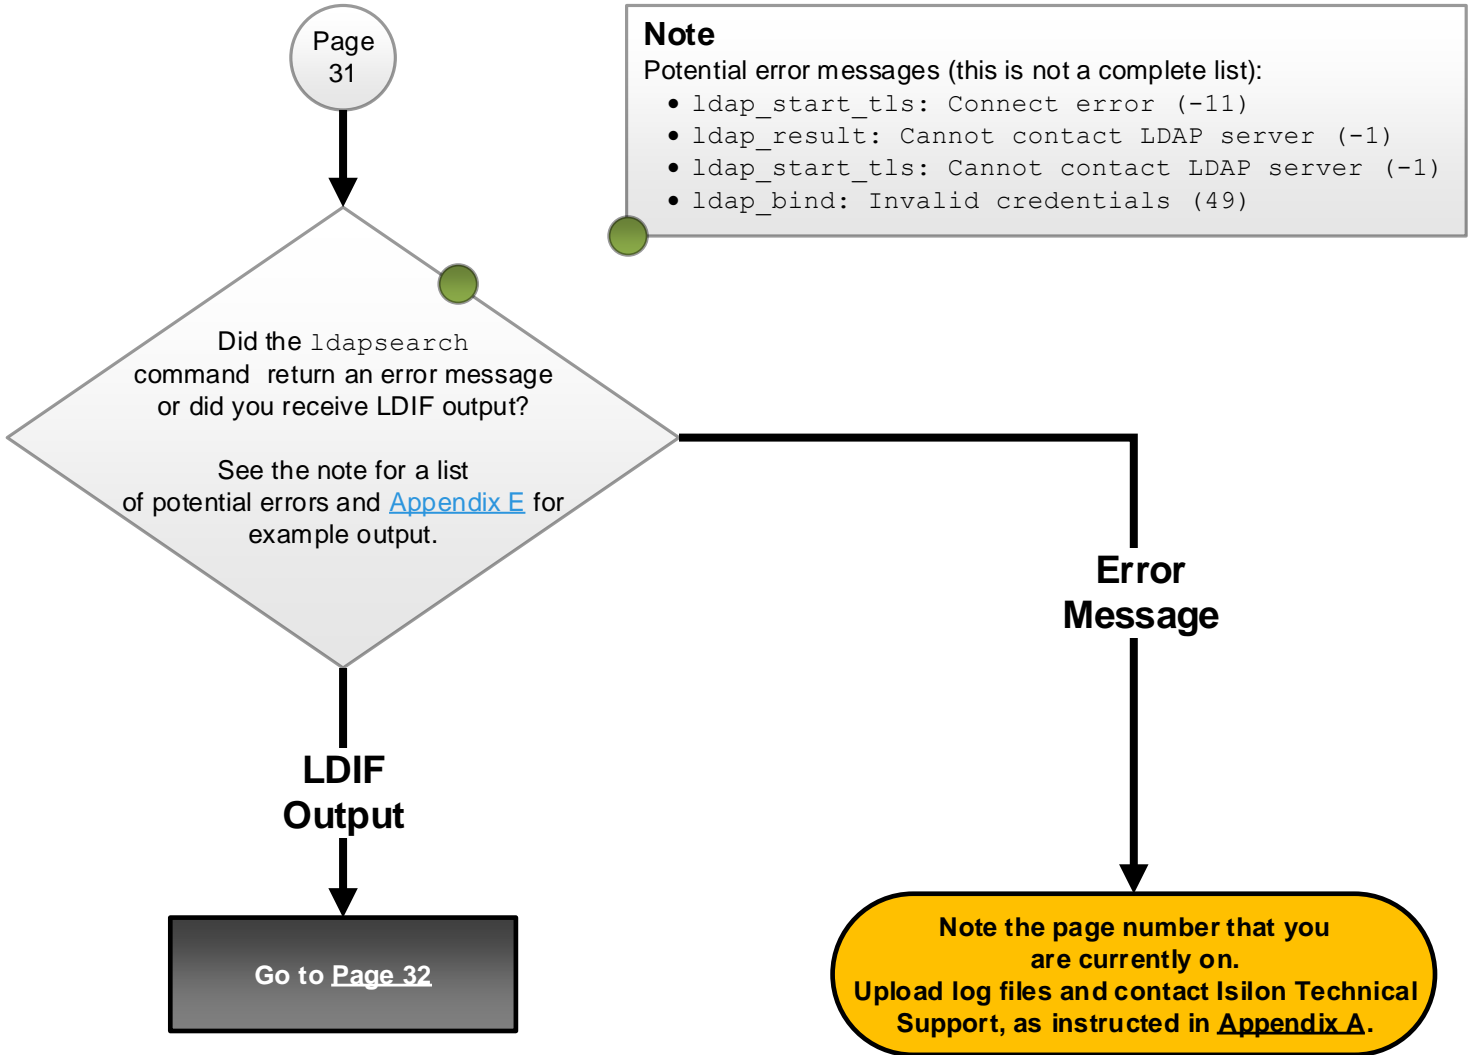 Page
31
Note
Potential error messages (this is not a complete list):
• ldap_start_tls: Connect error (-11)
• ldap_result: Cannot contact LDAP server (-1)
• ldap_start_tls: Cannot contact LDAP server (-1)
• ldap_bind: Invalid credentials (49)
Did the ldapsearch
command return an error message
or did you receive LDIF output?
See the note for a list
of potential errors and Appendix E for
example output.
Error
Message
LDIF
Output
Go to Page 32
Note the page number that you
are currently on.
Upload log files and contact Isilon Technical
Support, as instructed in Appendix A.